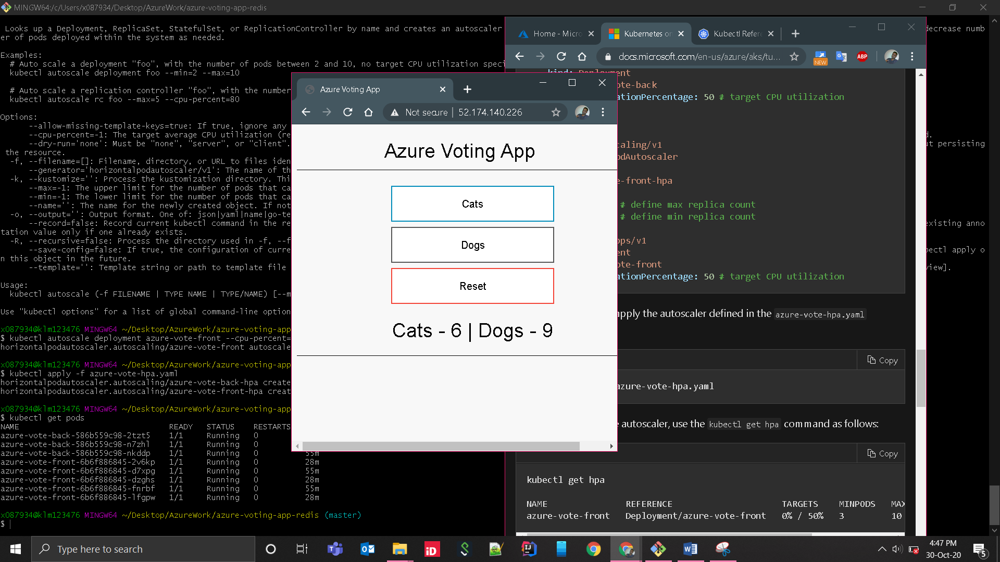 MINGW64:/c/Users/x087934/Desktop/AzureWork/azure-voting-app-redis
Looks up a Deployment, ReplicaSet, StatefulSet, or ReplicationController by name and creates an autoscaler
decrease numb
er of pods deployed within the system as needed.
Examples:
# Auto scale a deployment "foo", with the number of pods between 2 and 10, no target CPU utilization speci
kubectl autoscale deployment foo --min=2 --max=10
# Auto scale a replication controller "foo", with the number
kubectl autoscale rc foo --max=5 --cpu-percent=80
Options:
--allow-missing-template-keys=true: If true, ignore any
--cpu-percent=-1: The target average CPU utilization (re
d.
--dry-run='none': Must be "none", "server", or "client".
ut persisting
the resource.
-f, --filename=[]: Filename, directory, or URL to files iden
--generator='horizontalpodautoscaler/v1': The name of th
-k, --kustomize='': Process the kustomization directory. Thi
--max=-1: The upper limit for the number of pods that ca
--min=-1: The lower limit for the number of pods that ca
--name='': The name for the newly created object. If not
-o, --output='': Output format. One of: json|yaml|name|go-te
--record=false: Record current kubectl command in the re
existing anno
tation value only if one already exists.
-R, --recursive=false: Process the directory used in -f, --f
--save-config=false: If true, the configuration of curre
bectl apply o
n this object in the future.
--template='': Template string or path to template file
view].
Usage:
kubectl autoscale (-f FILENAME | TYPE NAME | TYPE/NAME) [--m
Use "kubectl options" for a list of global command-line option
x087934@klm123476 MINGW64 ~/Desktop/AzureWork/azure-voting-app
$ kubectl autoscale deployment azure-vote-front --cpu-percent=
horizontalpodautoscaler.autoscaling/azure-vote-front autoscale
x087934@klm123476 MINGW64 ~/Desktop/AzureWork/azure-voting-app
$ kubectl apply -f azure-vote-hpa.yaml
horizontalpodautoscaler.autoscaling/azure-vote-back-hpa create
horizontalpodautoscaler.autoscaling/azure-vote-front-hpa creat
x087934@klm123476 MINGW64 ~/Desktop/AzureWork/azure-voting-app
$ kubectl get pods
NAME READY STATUS RESTARTS
azure-vote-back-586b559c98-2tzt5 1/1 Running 0
azure-vote-back-586b559c98-n7zhl 1/1 Running 0
azure-vote-back-586b559c98-nkddp 1/1 Running 0 55m
azure-vote-front-6b6f886845-2v6kp 1/1 Running 0 28m
azure-vote-front-6b6f886845-d7xpg 1/1 Running 0 55m
azure-vote-front-6b6f886845-dzghs 1/1 Running 0 28m
azure-vote-front-6b6f886845-fnrbf 1/1 Running 0 55m
azure-vote-front-6b6f886845-lfgpw 1/1 Running 0 28m
x087934@klm123476 MINGW64 ~/Desktop/AzureWork/azure-voting-app-redis (master)
$
Home - Micro
Kubernetes on
Kubectl Refer
docs.microsoft.com/en-us/azure/aks/tu...
NEW
ABP
kind: Deployment
ote-back
ationPercentage: 50 # target CPU utilization
caling/v1
odAutoscaler
e-front-hpa
# define max replica count
# define min replica count
pps/v1
ent
ote-front
ationPercentage: 50 # target CPU utilization
apply the autoscaler defined in the azure-vote-hpa.yaml
Copy
azure-vote-hpa.yaml
e autoscaler, use the kubectl get hpa command as follows:
Copy
kubectl get hpa
NAME REFERENCE TARGETS MINPODS MAX
azure-vote-front Deployment/azure-vote-front 0% / 50% 3 10
Azure Voting App
Not secure | 52.174.140.226
Azure Voting App
Cats
Dogs
Reset
Cats - 6 | Dogs - 9
Type here to search
iD
4:47 PM
30-Oct-20
5